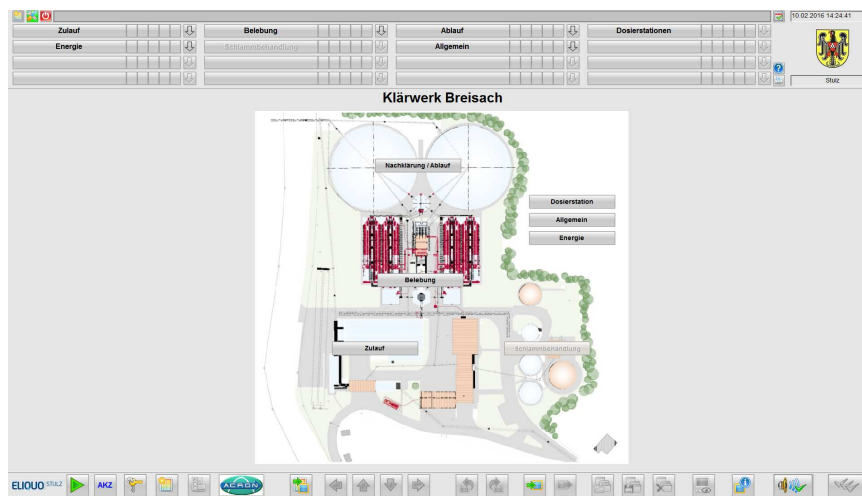 10.02.2016 14:24:41
Zulauf Belebung Ablauf Dosierstationen
Energie Schlammbehandlung Allgemein
Stulz
Klärwerk Breisach
Nachklärung / Ablauf
Dosierstation
Allgemein
Energie
Belebung
Zulauf
Schlammbehandlung
ELIQUO STULZ AKZ ACRON